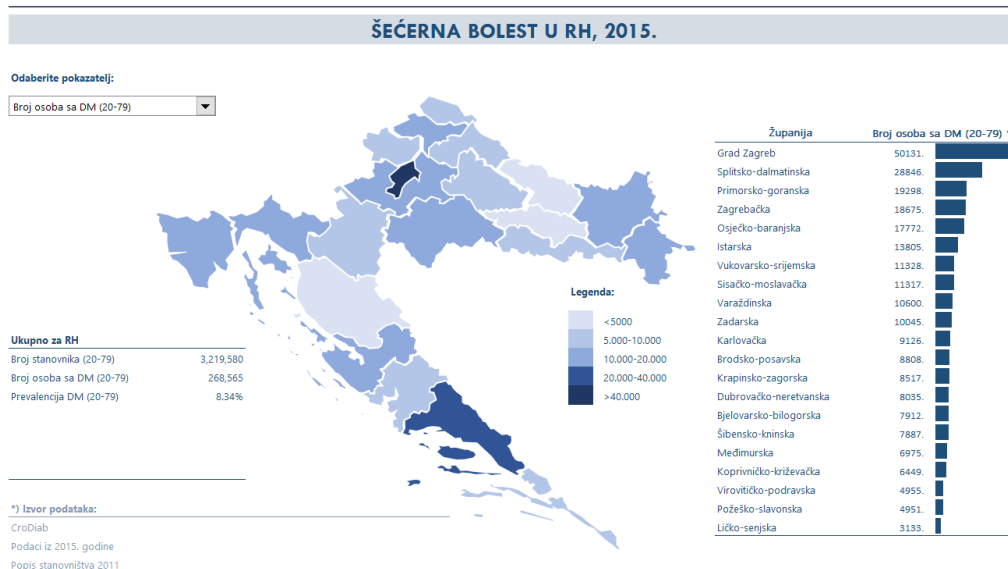 ŠEĆERNA BOLEST U RH, 2015.
Odaberite pokazatelj:
Broj osoba sa DM (20-79)
Županija Broj osoba sa DM (20-79)
Grad Zagreb 50131.
Splitsko-dalmatinska 28846.
Primorsko-goranska 19298.
Zagrebačka 18675.
Osječko-baranjska 17772.
Istarska 13805.
Vukovarsko-srijemska 11328.
Sisačko-moslavačka 11317.
Varaždinska 10600.
Zadarska 10045.
Karlovačka 9126.
Brodsko-posavska 8808.
Krapinsko-zagorska 8517.
Dubrovačko-neretvanska 8035.
Bjelovarsko-bilogorska 7912.
Šibensko-kninska 7887.
Međimurska 6975.
Koprivničko-križevačka 6449.
Virovitičko-podravska 4955.
Požeško-slavonska 4951.
Ličko-senjska 3133.
Legenda:
<5000
5.000-10.000
10.000-20.000
20.000-40.000
>40.000
Ukupno za RH
Broj stanovnika (20-79) 3,219,580
Broj osoba sa DM (20-79) 268,565
Prevalencija DM (20-79) 8.34%
*) Izvor podataka:
CroDiab
Podaci iz 2015. godine
Popis stanovništva 2011